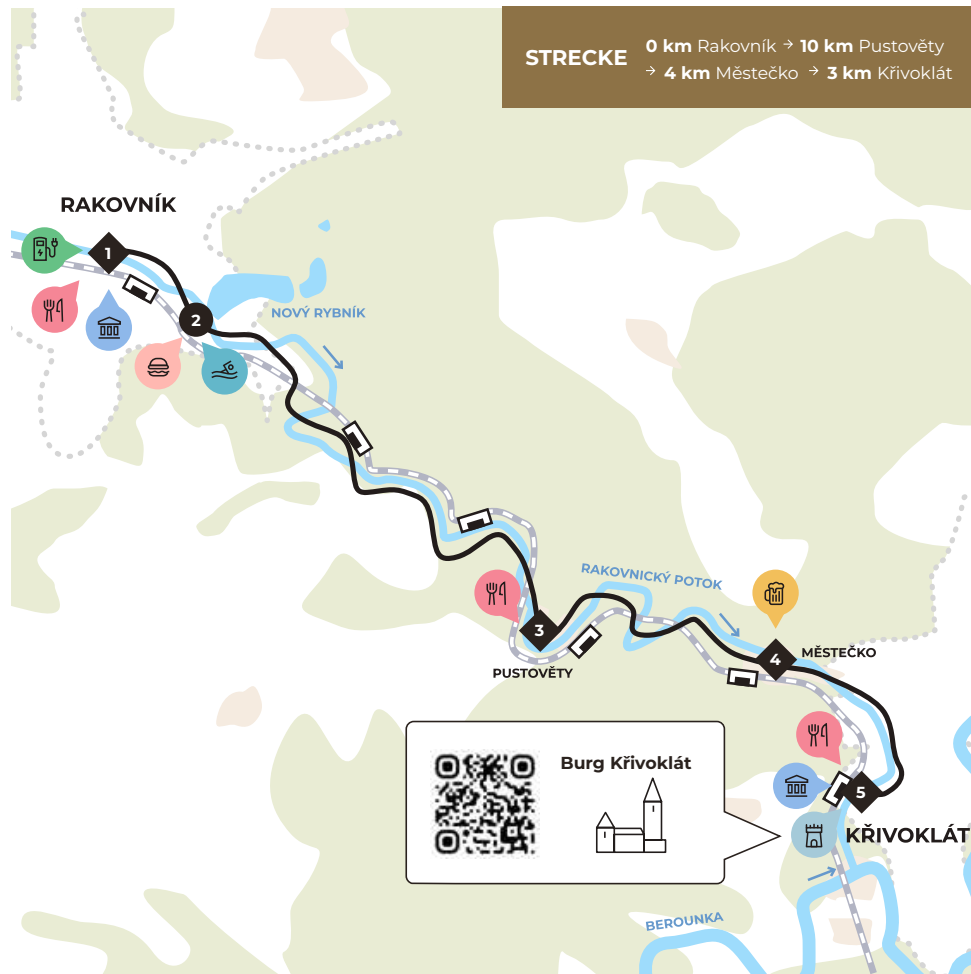 STRECKE
0 km Rakovník → 10 km Pustověty
→ 4 km Městečko → 3 km Křivoklát
RAKOVNÍK
1
2
NOVÝ RYBNÍK
RAKOVNICKÝ POTOK
3
PUSTOVĚTY
4
MĚSTEČKO
Burg Křivoklát
5
KŘIVOKLÁT
BEROUNKA